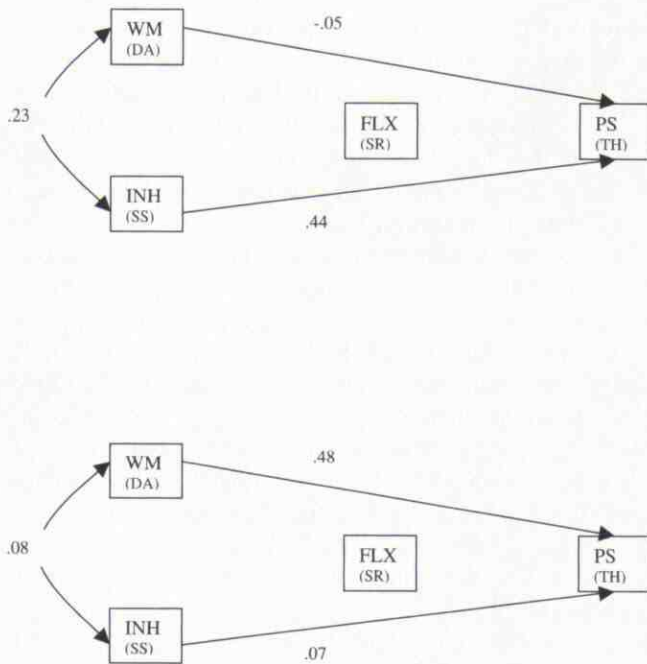 WM
(DA)
-.05
.23
FLX
(SR)
PS
(TH)
INH
(SS)
.44
WM
(DA)
.48
.08
FLX
(SR)
PS
(TH)
INH
(SS)
.07